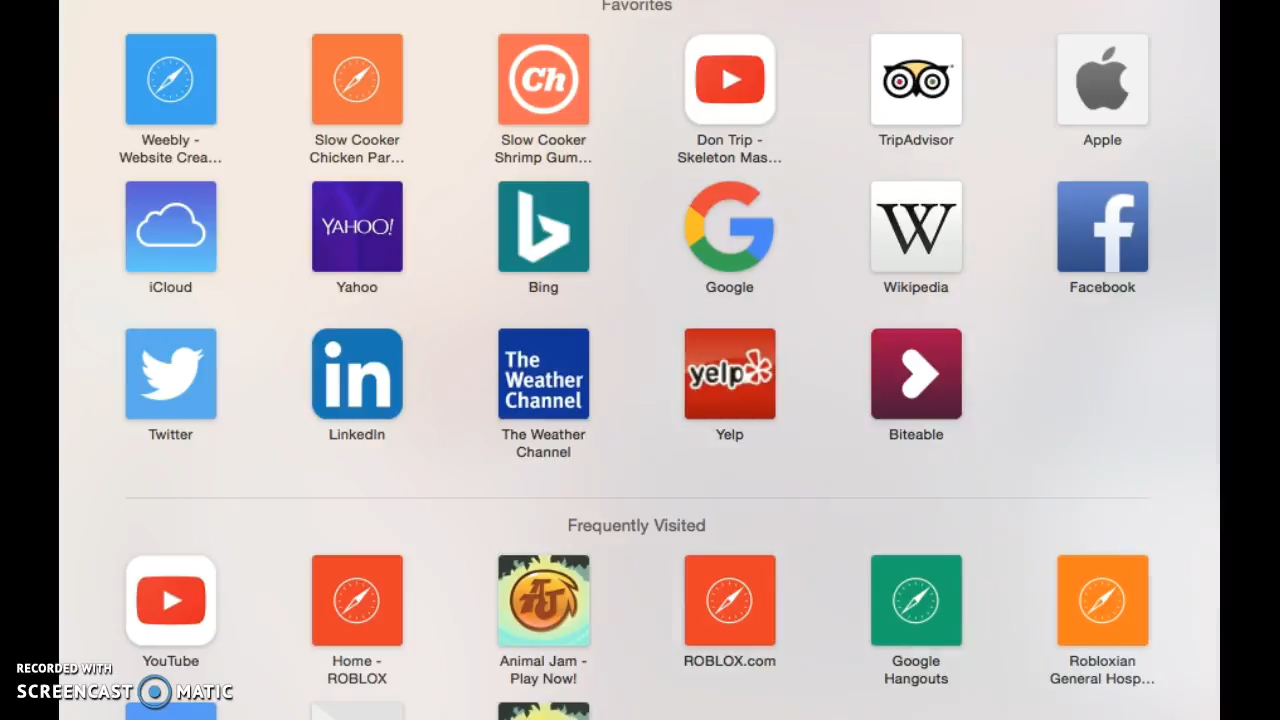 Favorites
Ch
Weebly -
Website Crea...
Slow Cooker
Chicken Par...
Slow Cooker
Shrimp Gum...
Don Trip -
Skeleton Mas...
TripAdvisor
Apple
YAHOO!
b
G
W
f
iCloud
Yahoo
Bing
Google
Wikipedia
Facebook
in
The
Weather
Channel
yelp
Twitter
LinkedIn
The Weather
Channel
Yelp
Biteable
Frequently Visited
AJ
YouTube
Home -
ROBLOX
Animal Jam -
Play Now!
ROBLOX.com
Google
Hangouts
Robloxian
General Hosp...
RECORDED WITH
SCREENCAST MATIC